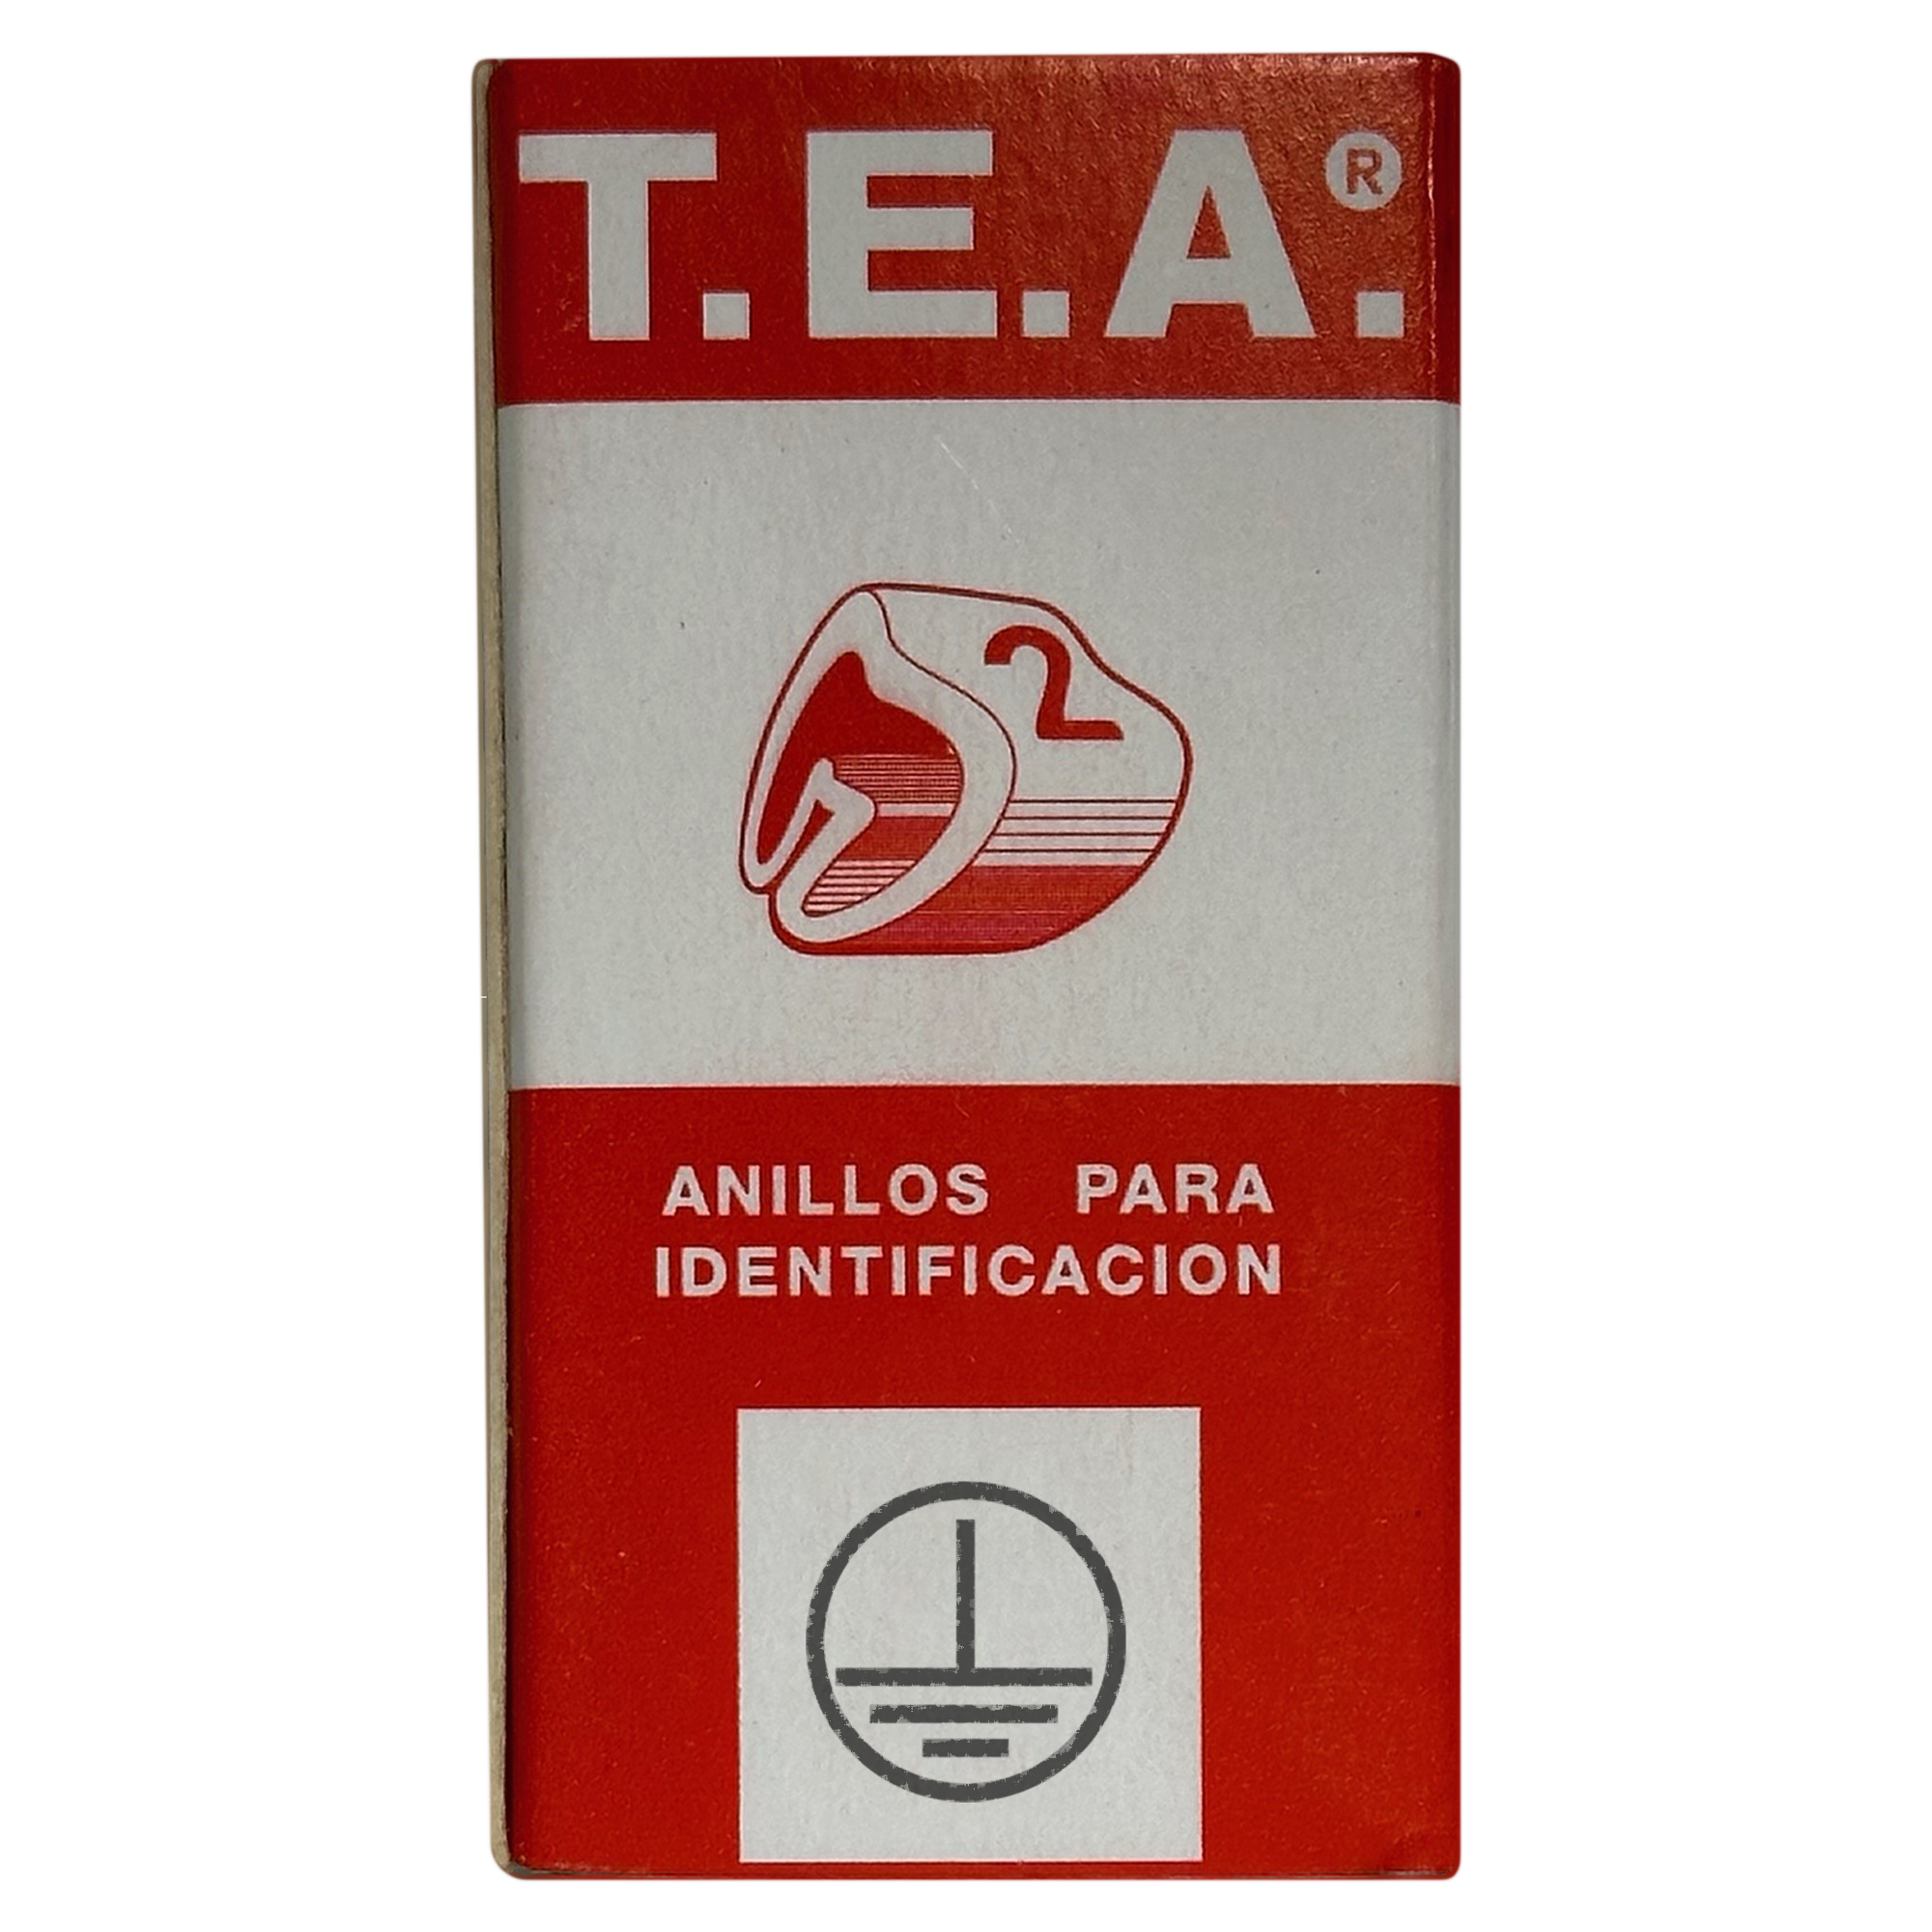 T.E.A.®
2
ANILLOS PARA
IDENTIFICACION